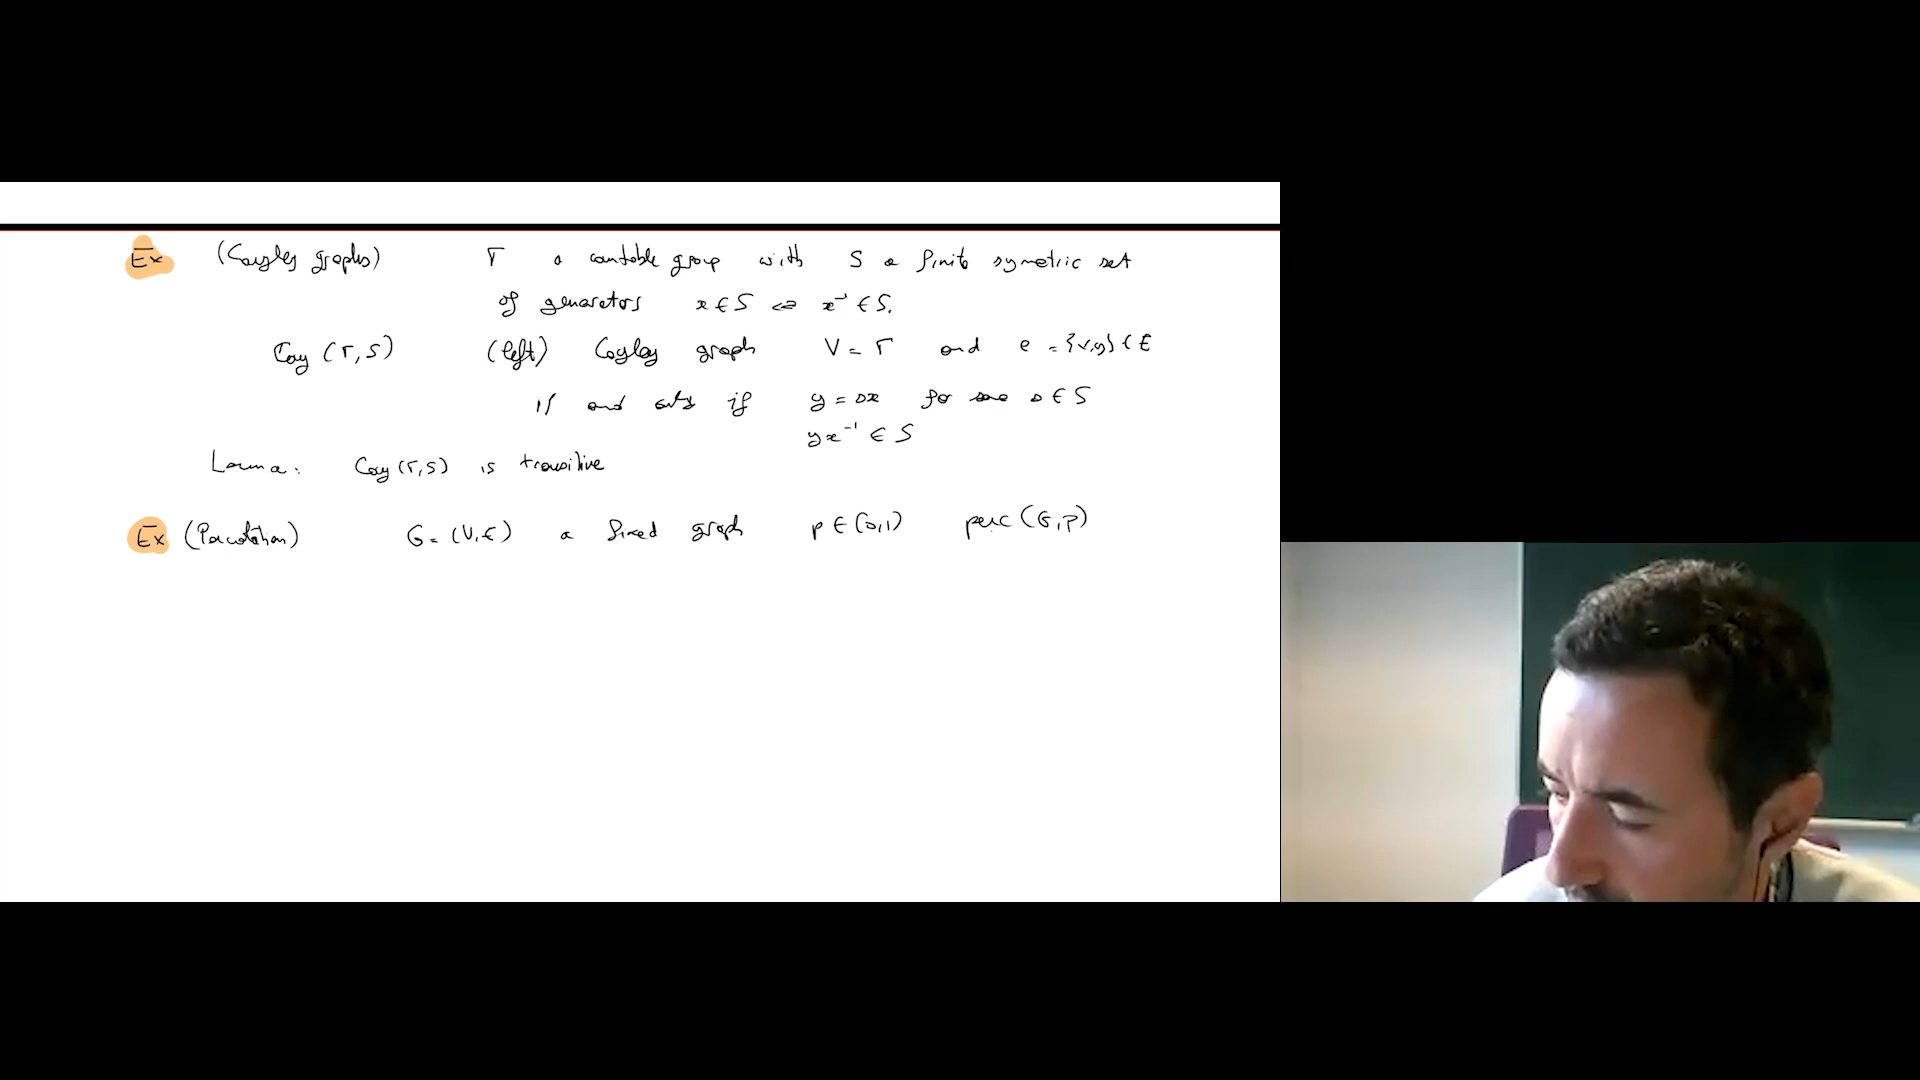 Ex (Cayley graphs) Γ a countable group with S a finite symetric set
of generators x ∈ S ⇔ x⁻¹ ∈ S.
Cay (Γ, S) (left) Cayley graph V = Γ and e = {x,y} ∈ E
if and only if y = sx for some s ∈ S
yx⁻¹ ∈ S
Lemma: Cay (Γ, S) is transitive
Ex (Percolation) G = (V, E) a fixed graph p ∈ (0,1) perc (G, p)